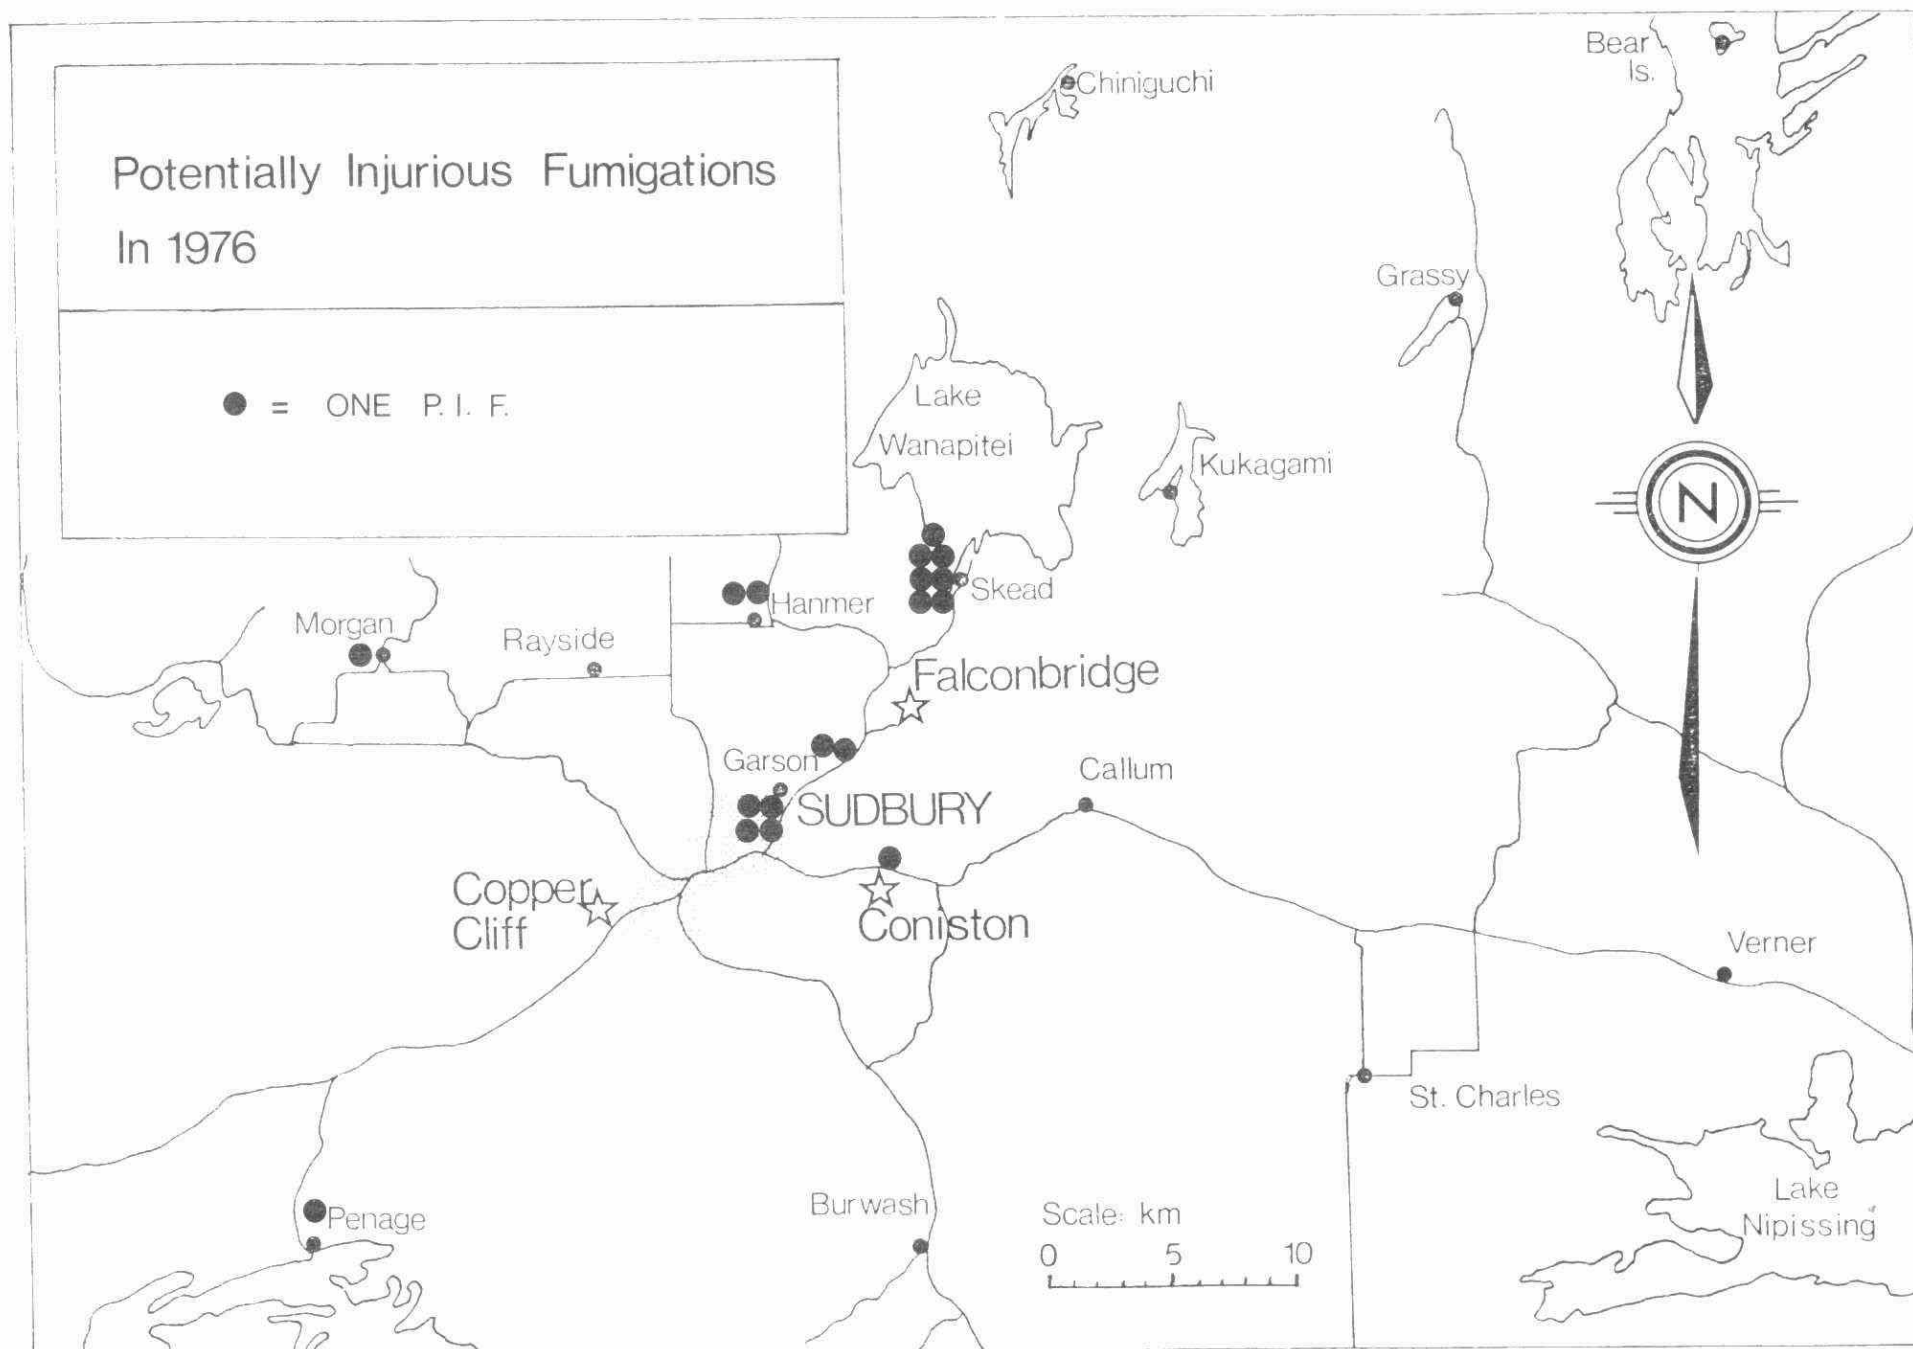 Potentially Injurious Fumigations
In 1976
= ONE P. I. F.
Bear
Is.
Chiniguchi
Grassy
Lake
Wanapitei
Kukagami
N
Skead
Hanmer
Morgan
Rayside
Falconbridge
Garson
Callum
SUDBURY
Copper
Cliff
Coniston
Verner
St. Charles
Penage
Burwash
Scale: km
0 5 10
Lake
Nipissing